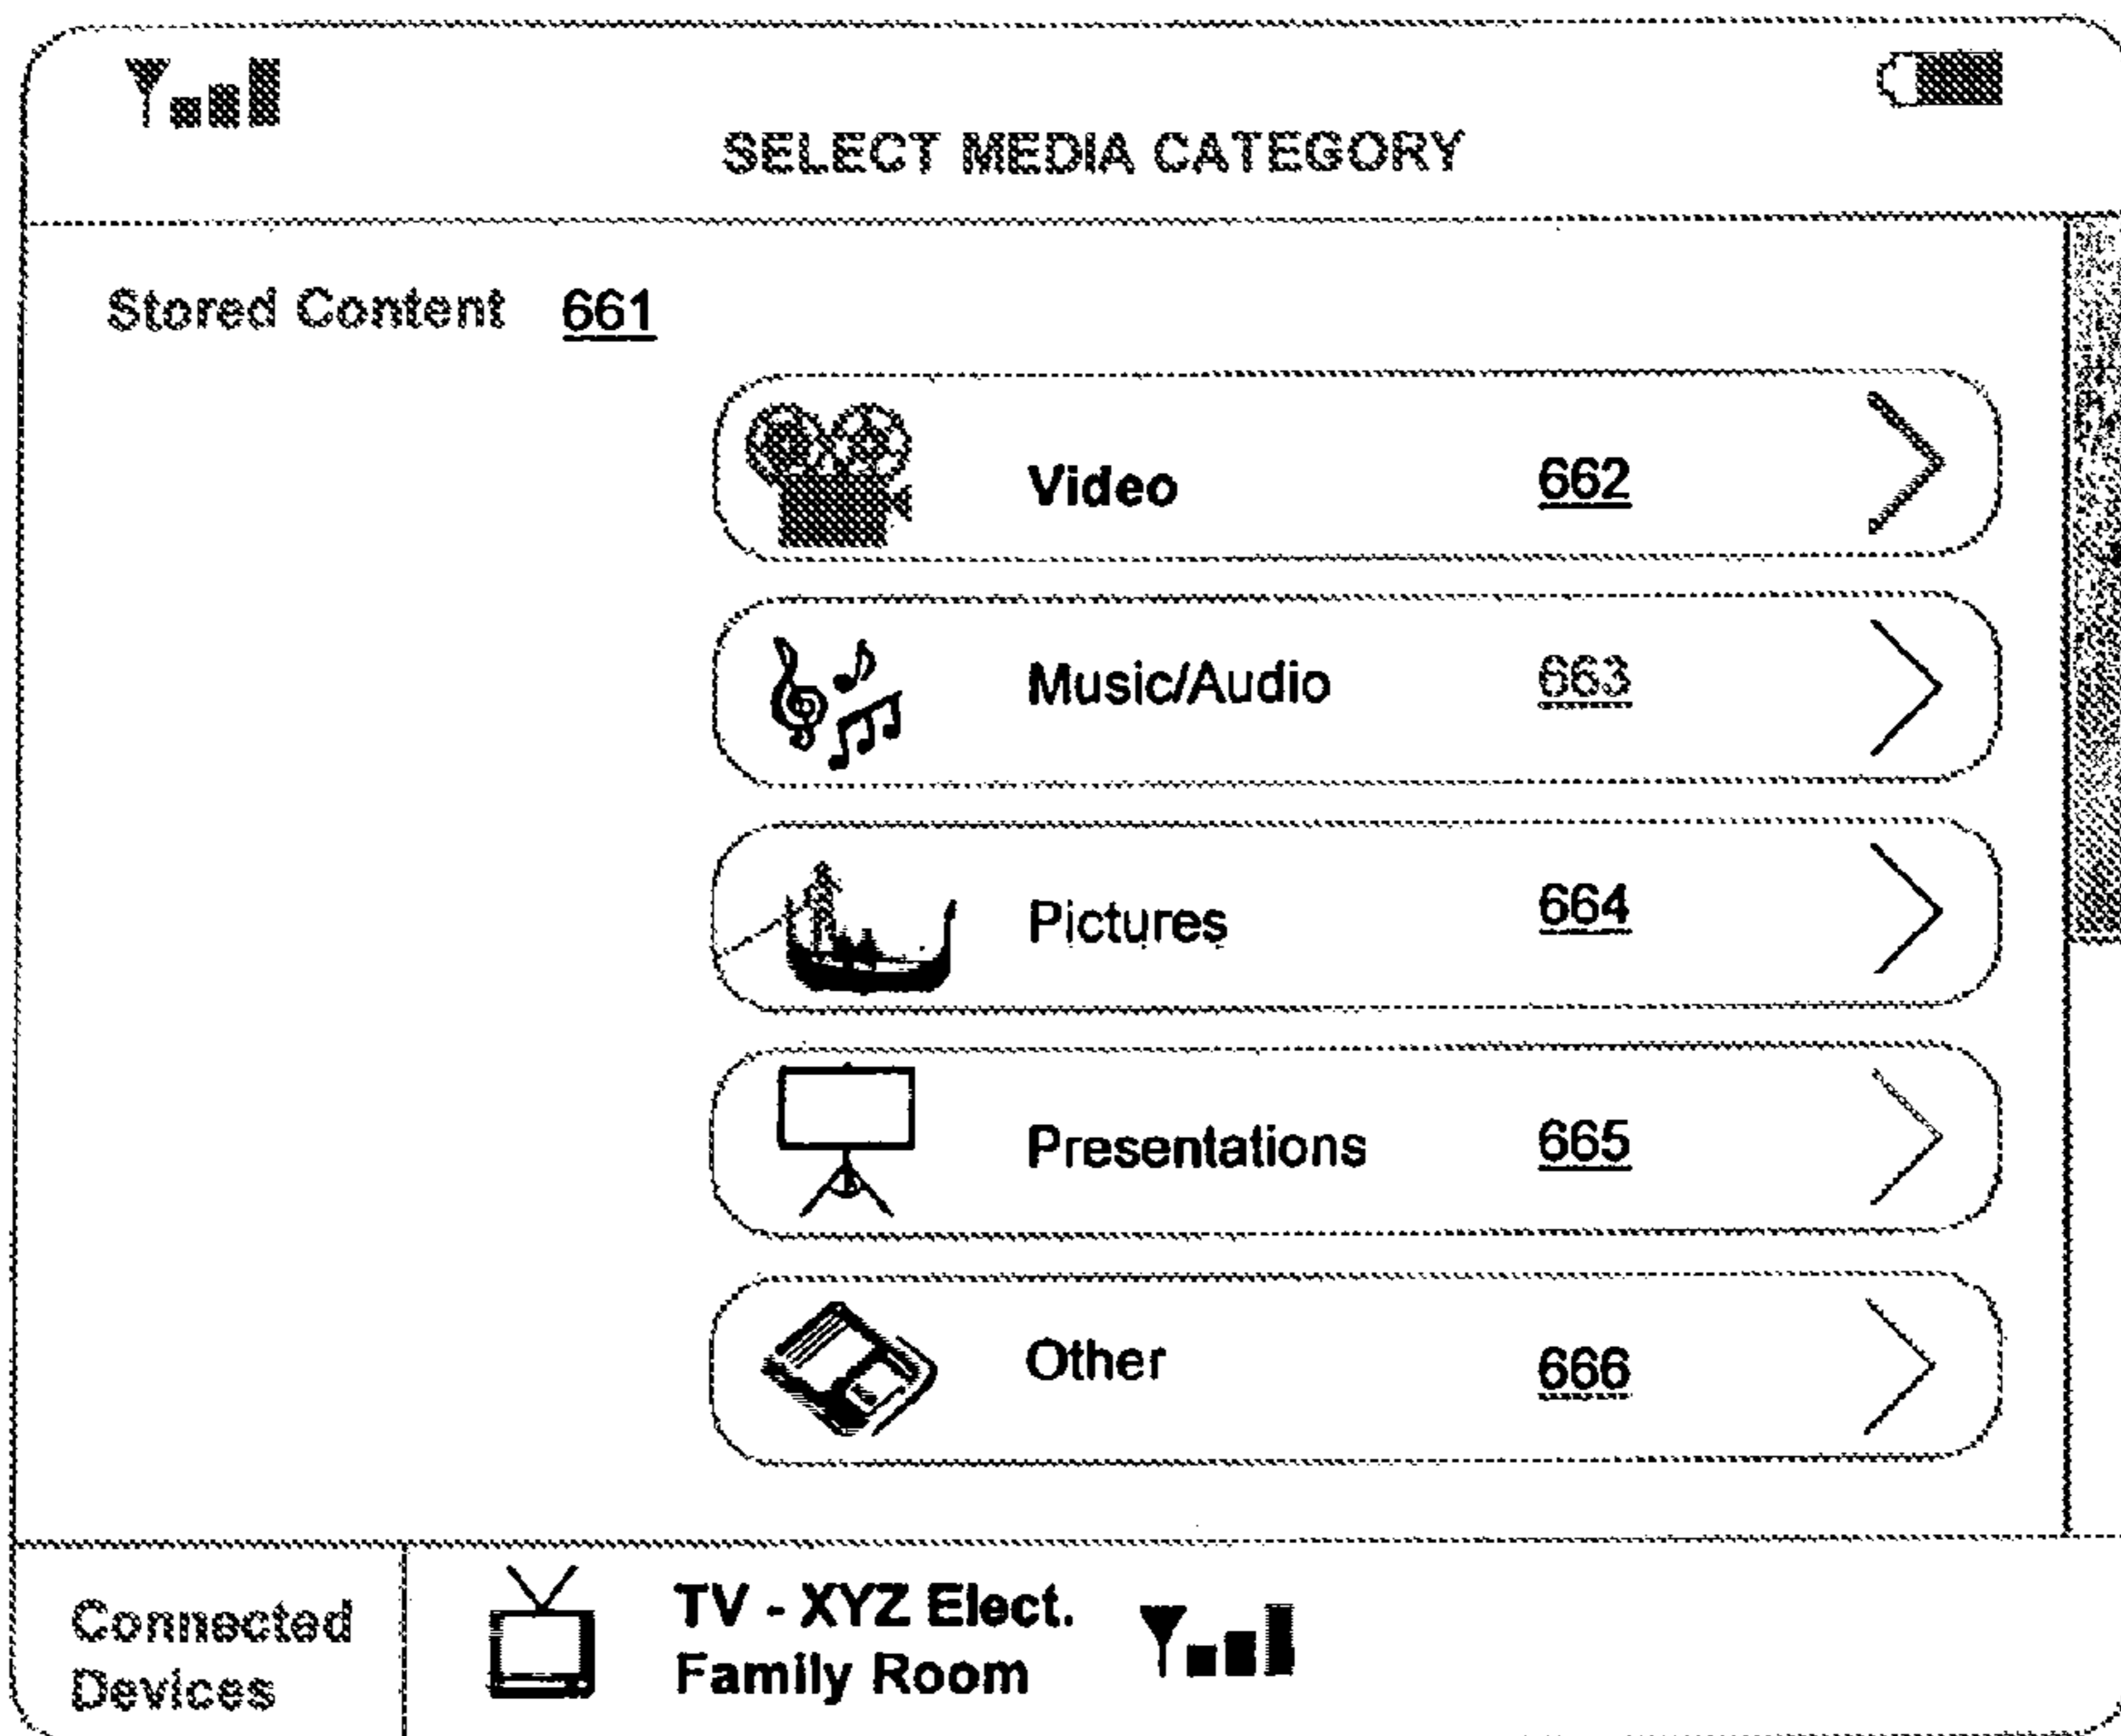 SELECT MEDIA CATEGORY
Stored Content 661
Video 662
Music/Audio 663
Pictures 664
Presentations 665
Other 666
Connected
Devices
TV - XYZ Elect.
Family Room